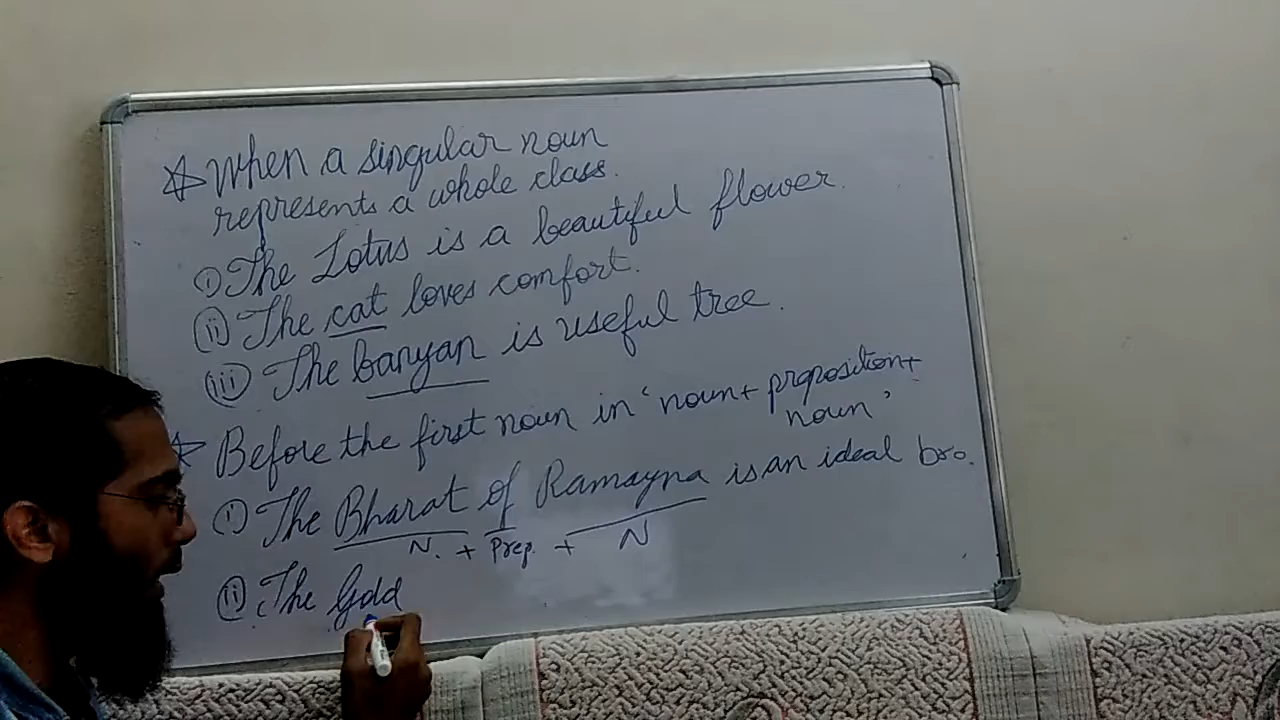 ☆ When a singular noun
represents a whole class.
(i) The Lotus is a beautiful flower.
(ii) The cat loves comfort.
(iii) The banyan is useful tree.
☆ Before the first noun in 'noun + preposition +
noun'
(i) The Bharat of Ramayna is an ideal bro.
N. + Prep. + N
(ii) The Gold